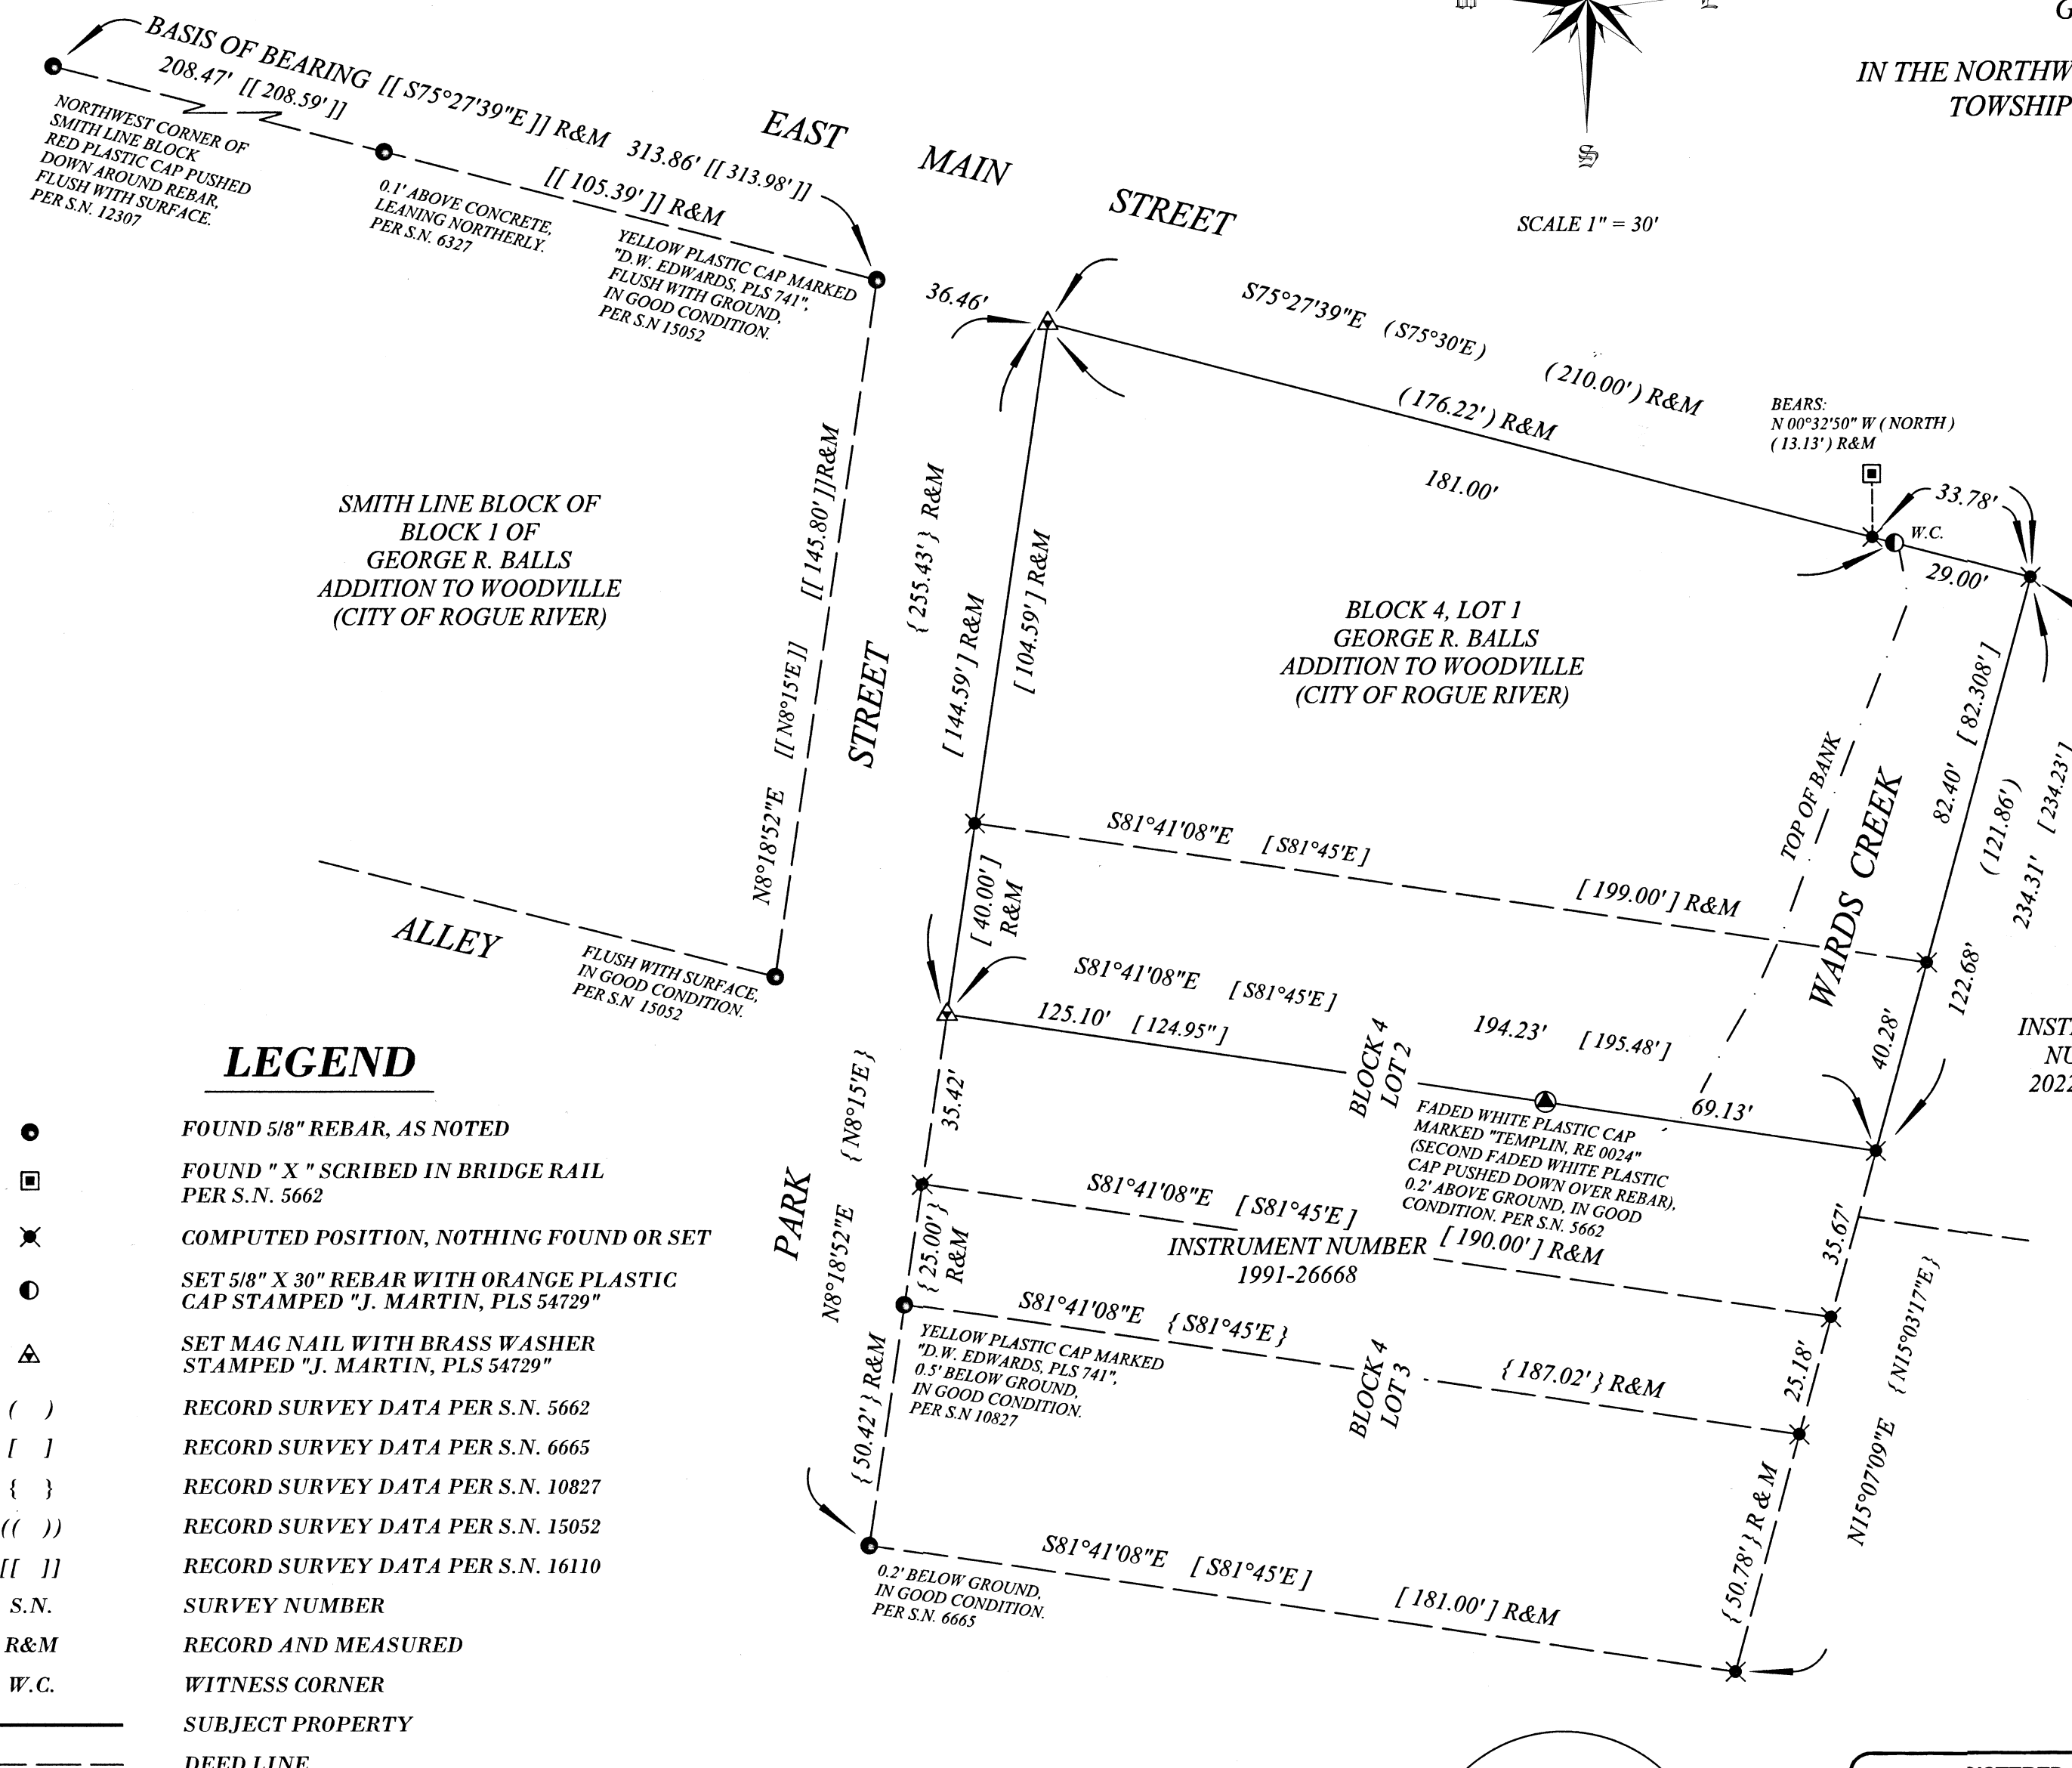 BASIS OF BEARING [[ S75°27'39"E ]] R&M 313.86' [[ 313.98' ]]
208.47' [[ 208.59' ]]
[[ 105.39' ]] R&M
NORTHWEST CORNER OF
SMITH LINE BLOCK
RED PLASTIC CAP PUSHED
DOWN AROUND REBAR,
FLUSH WITH SURFACE.
PER S.N. 12307
0.1' ABOVE CONCRETE,
LEANING NORTHERLY.
PER S.N. 6327
YELLOW PLASTIC CAP MARKED
"D.W. EDWARDS, PLS 741",
FLUSH WITH GROUND,
IN GOOD CONDITION.
PER S.N 15052
EAST MAIN STREET
S
SCALE 1" = 30'
IN THE NORTHW
TOWSHIP
36.46'
S75°27'39"E ( S75°30'E )
( 210.00' ) R&M
( 176.22' ) R&M
181.00'
BEARS:
N 00°32'50" W ( NORTH )
( 13.13' ) R&M
33.78'
W.C.
29.00'
SMITH LINE BLOCK OF
BLOCK 1 OF
GEORGE R. BALLS
ADDITION TO WOODVILLE
(CITY OF ROGUE RIVER)
N8°18'52"E [[ N8°15'E ]] [[ 145.80' ]]R&M
PARK STREET
{ 255.43' } R&M
[ 144.59' ] R&M
[ 104.59' ] R&M
BLOCK 4, LOT 1
GEORGE R. BALLS
ADDITION TO WOODVILLE
(CITY OF ROGUE RIVER)
TOP OF BANK
WARDS CREEK
82.40' [ 82.308' ]
( 121.86' )
122.68'
234.31' [ 234.23' ]
S81°41'08"E [ S81°45'E ]
[ 199.00' ] R&M
[ 40.00' ]
R&M
ALLEY
FLUSH WITH SURFACE,
IN GOOD CONDITION.
PER S.N 15052
S81°41'08"E [ S81°45'E ]
125.10' [ 124.95" ]
194.23' [ 195.48' ]
BLOCK 4
LOT 2
40.28'
69.13'
INST
NU
2022
FADED WHITE PLASTIC CAP
MARKED "TEMPLIN, RE 0024"
(SECOND FADED WHITE PLASTIC
CAP PUSHED DOWN OVER REBAR),
0.2' ABOVE GROUND, IN GOOD
CONDITION. PER S.N. 5662
N8°18'52"E { N8°15'E }
35.42'
S81°41'08"E [ S81°45'E ]
[ 190.00' ] R&M
INSTRUMENT NUMBER
1991-26668
35.67'
{ 25.00' }
R&M
S81°41'08"E { S81°45'E }
{ 187.02' } R&M
YELLOW PLASTIC CAP MARKED
"D.W. EDWARDS, PLS 741",
0.5' BELOW GROUND,
IN GOOD CONDITION.
PER S.N 10827
BLOCK 4
LOT 3
25.18'
N15°07'09"E { N15°03'17"E }
{ 50.42' } R&M
{ 50.78' } R & M
S81°41'08"E [ S81°45'E ]
[ 181.00' ] R&M
0.2' BELOW GROUND,
IN GOOD CONDITION.
PER S.N. 6665
LEGEND
FOUND 5/8" REBAR, AS NOTED
FOUND " X " SCRIBED IN BRIDGE RAIL
PER S.N. 5662
COMPUTED POSITION, NOTHING FOUND OR SET
SET 5/8" X 30" REBAR WITH ORANGE PLASTIC
CAP STAMPED "J. MARTIN, PLS 54729"
SET MAG NAIL WITH BRASS WASHER
STAMPED "J. MARTIN, PLS 54729"
( ) RECORD SURVEY DATA PER S.N. 5662
[ ] RECORD SURVEY DATA PER S.N. 6665
{ } RECORD SURVEY DATA PER S.N. 10827
(( )) RECORD SURVEY DATA PER S.N. 15052
[[ ]] RECORD SURVEY DATA PER S.N. 16110
S.N. SURVEY NUMBER
R&M RECORD AND MEASURED
W.C. WITNESS CORNER
SUBJECT PROPERTY
DEED LINE